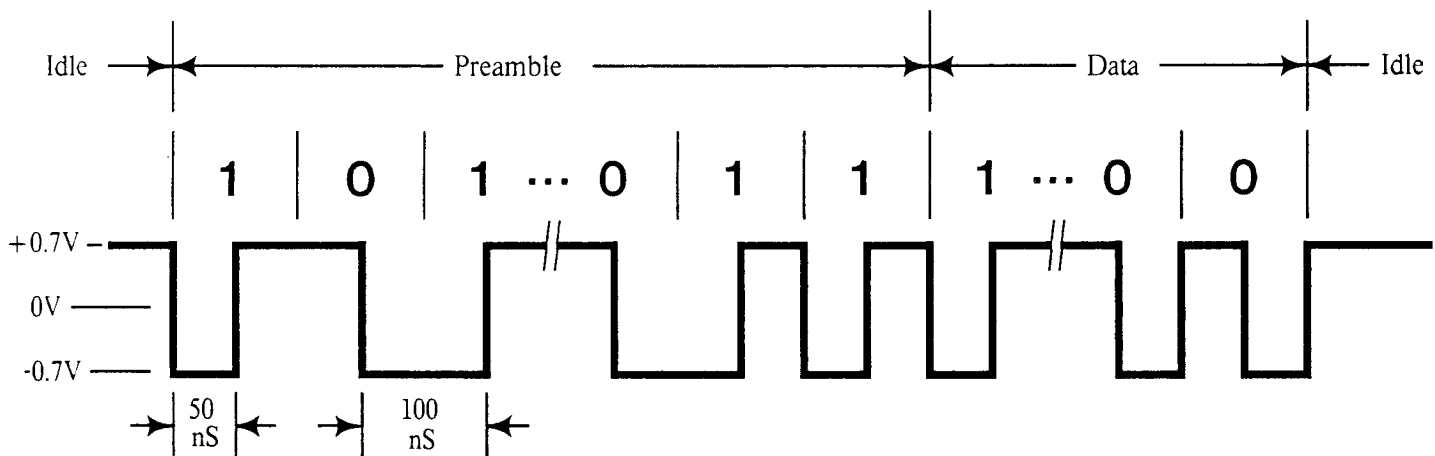 Idle Preamble Data Idle
1 0 1 ... 0 1 1 1 ... 0 0
+0.7V
0V
-0.7V
50 100
nS nS